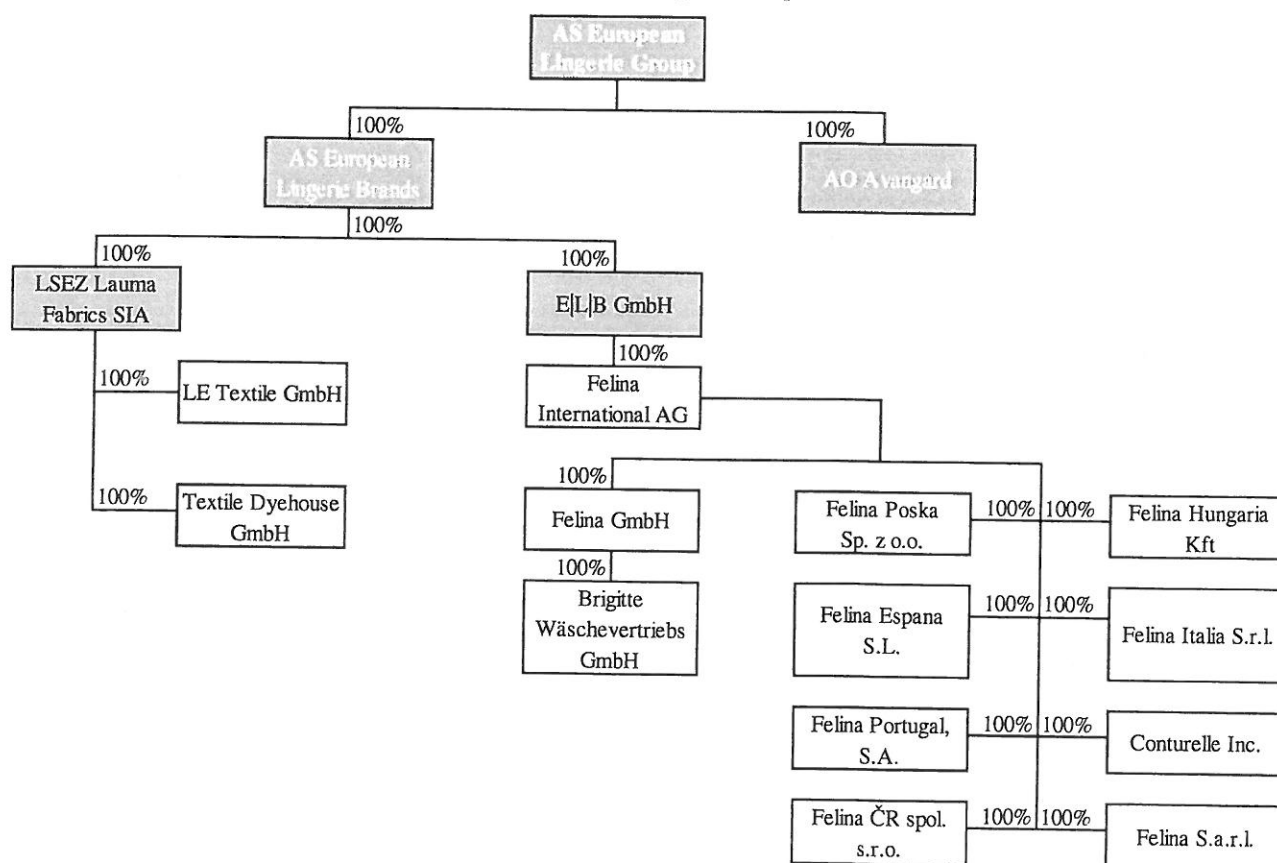 AS European
Lingerie Group
100%
100%
AS European
Lingerie Brands
AO Avangard
100%
100%
100%
LSEZ Lauma
Fabrics SIA
E|L|B GmbH
100%
100%
LE Textile GmbH
Felina
International AG
100%
Textile Dyehouse
GmbH
100%
Felina GmbH
100%
Brigitte
Wäschevertriebs
GmbH
Felina Poska
Sp. z o.o.
100% 100%
Felina Hungaria
Kft
Felina Espana
S.L.
100% 100%
Felina Italia S.r.l.
Felina Portugal,
S.A.
100% 100%
Conturelle Inc.
Felina ČR spol.
s.r.o.
100% 100%
Felina S.a.r.l.